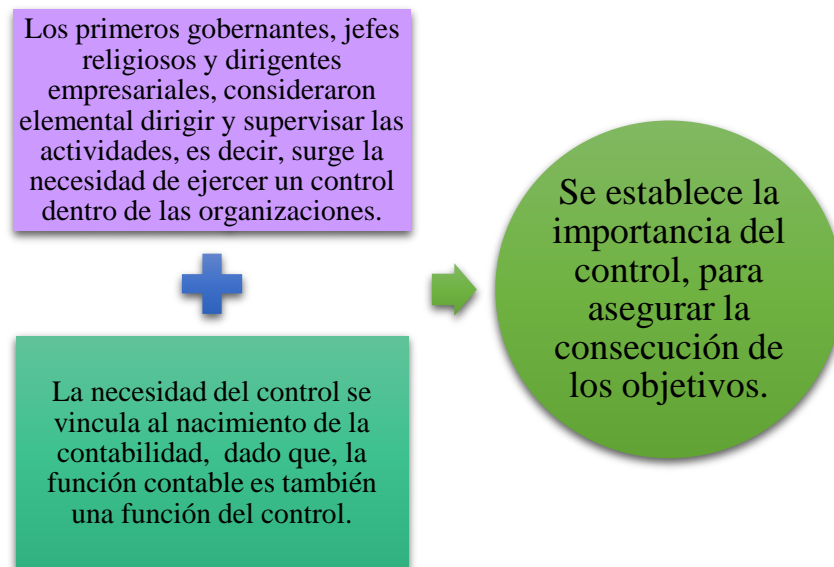 Los primeros gobernantes, jefes
religiosos y dirigentes
empresariales, consideraron
elemental dirigir y supervisar las
actividades, es decir, surge la
necesidad de ejercer un control
dentro de las organizaciones.
La necesidad del control se
vincula al nacimiento de la
contabilidad, dado que, la
función contable es también
una función del control.
Se establece la
importancia del
control, para
asegurar la
consecución de
los objetivos.